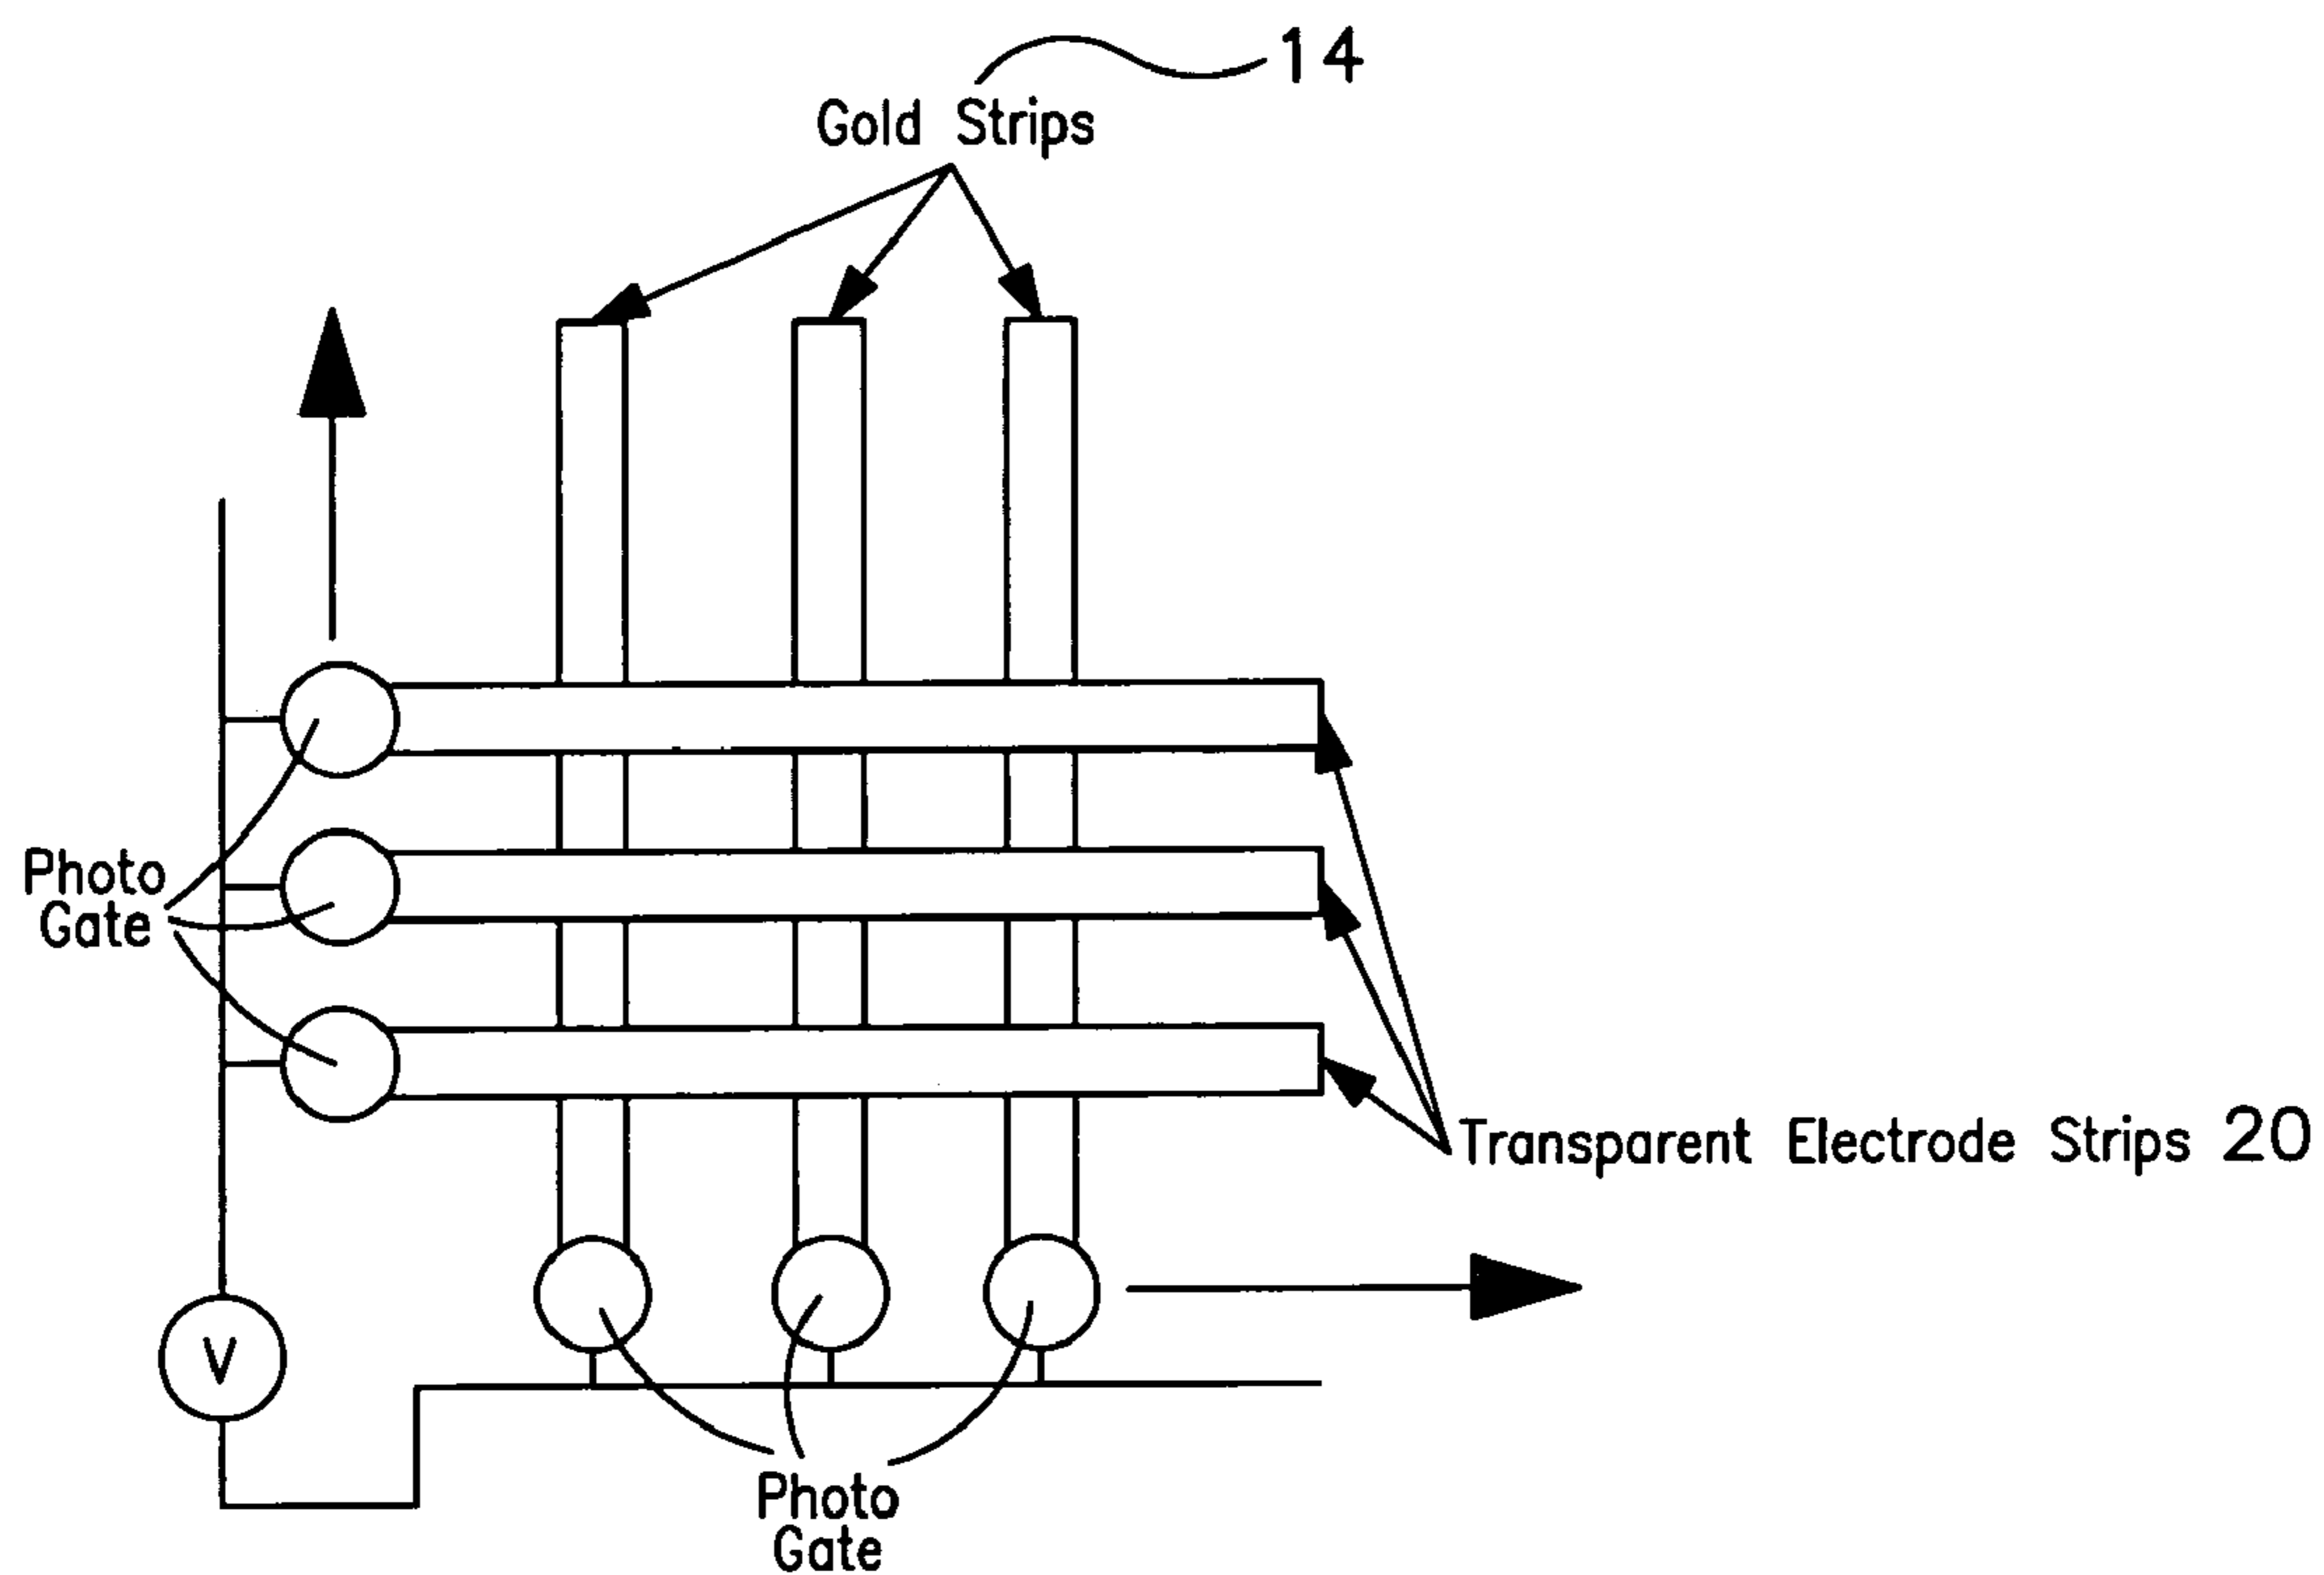 14
Gold Strips
Photo
Gate
Transparent Electrode Strips 20
V
Photo
Gate